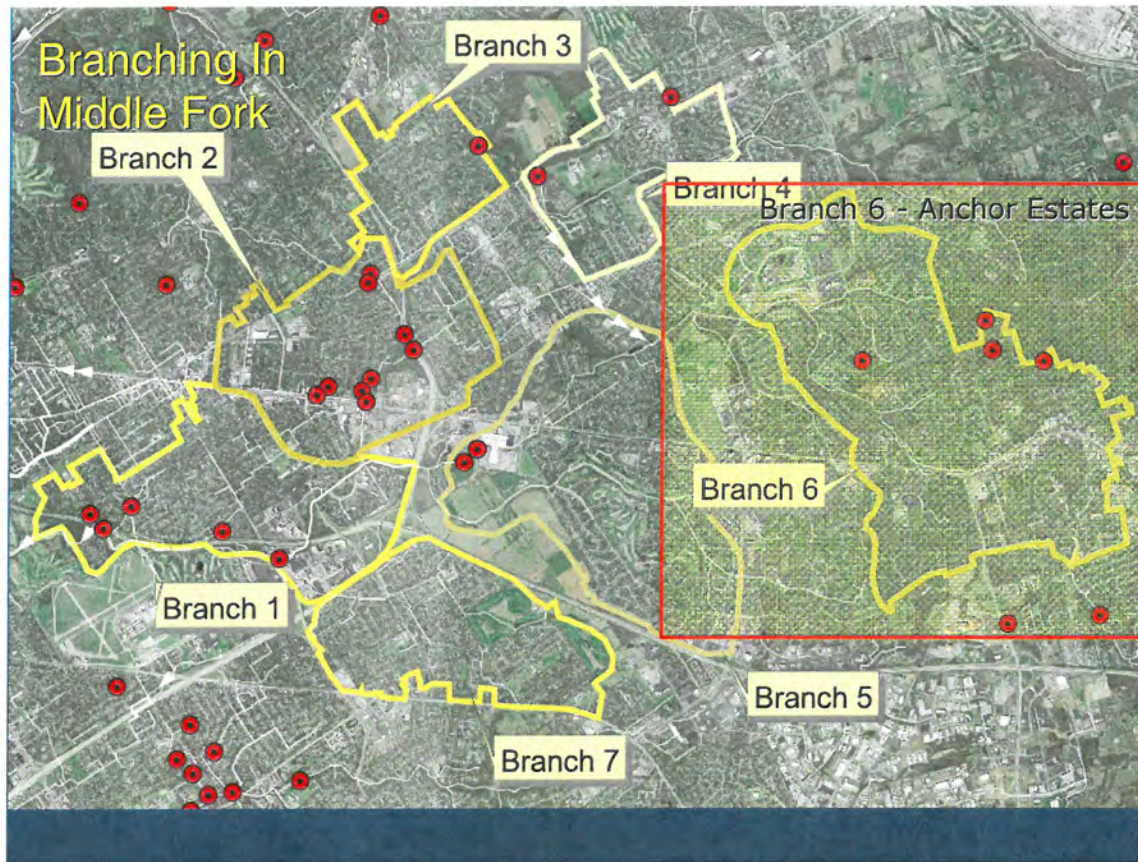 Branching In
Middle Fork
Branch 3
Branch 2
Branch 4
Branch 6 - Anchor Estates
Branch 6
Branch 1
Branch 5
Branch 7